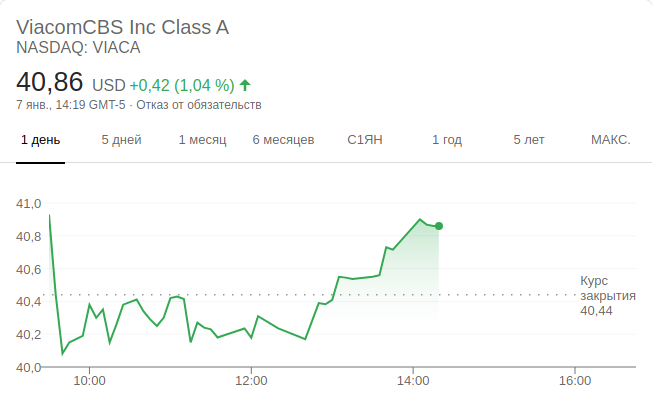 ViacomCBS Inc Class A
NASDAQ: VIACA
40,86 USD +0,42 (1,04 %)
7 янв., 14:19 GMT-5 · Отказ от обязательств
1 день 5 дней 1 месяц 6 месяцев С1ЯН 1 год 5 лет МАКС.
41,0
40,8
40,6
40,4
40,2
40,0
Курс
закрытия
40,44
10:00 12:00 14:00 16:00